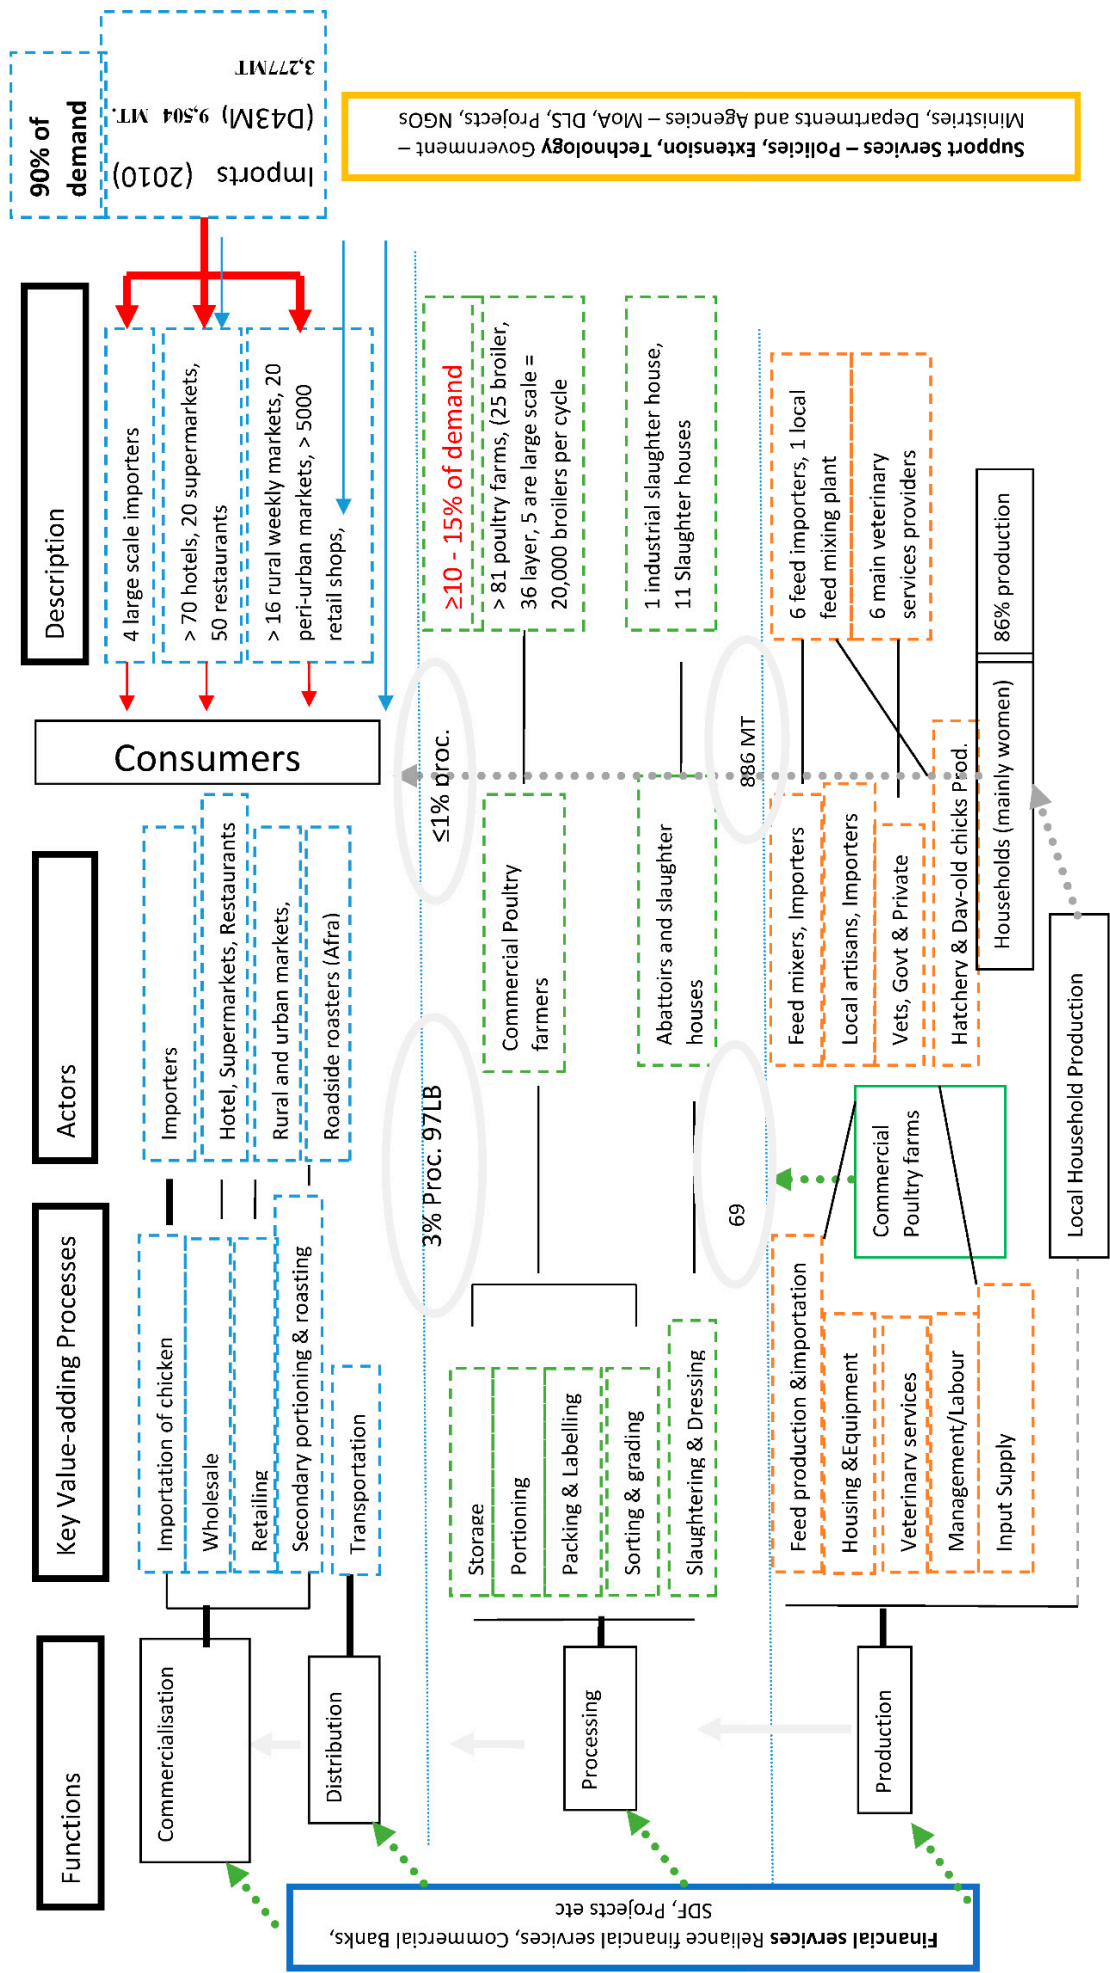 Functions
Key Value-adding Processes
Actors
Description
90% of
demand
Imports (2010)
(D43M) 9,504 MT.
3,277MT
Commercialisation
Importation of chicken
Wholesale
Retailing
Secondary portioning & roasting
Importers
Hotel, Supermarkets, Restaurants
Rural and urban markets,
Roadside roasters (Afra)
Consumers
4 large scale importers
> 70 hotels, 20 supermarkets,
50 restaurants
> 16 rural weekly markets, 20
peri-urban markets, > 5000
retail shops,
Distribution
Transportation
3% Proc. 97LB
≤1% proc.
≥10 - 15% of demand
Processing
Storage
Portioning
Packing & Labelling
Sorting & grading
Slaughtering & Dressing
Commercial Poultry
farmers
Abattoirs and slaughter
houses
> 81 poultry farms, (25 broiler,
36 layer, 5 are large scale =
20,000 broilers per cycle
1 industrial slaughter house,
11 Slaughter houses
69
886 MT
Production
Feed production &importation
Housing &Equipment
Veterinary services
Management/Labour
Input Supply
Commercial
Poultry farms
Feed mixers, Importers
Local artisans, Importers
Vets, Govt & Private
Hatchery & Day-old chicks Prod.
6 feed importers, 1 local
feed mixing plant
6 main veterinary
services providers
Households (mainly women)
86% production
Local Household Production
Financial services Reliance financial services, Commercial Banks,
SDF, Projects etc
Support Services – Policies, Extension, Technology Government –
Ministries, Departments and Agencies – MoA, DLS, Projects, NGOs